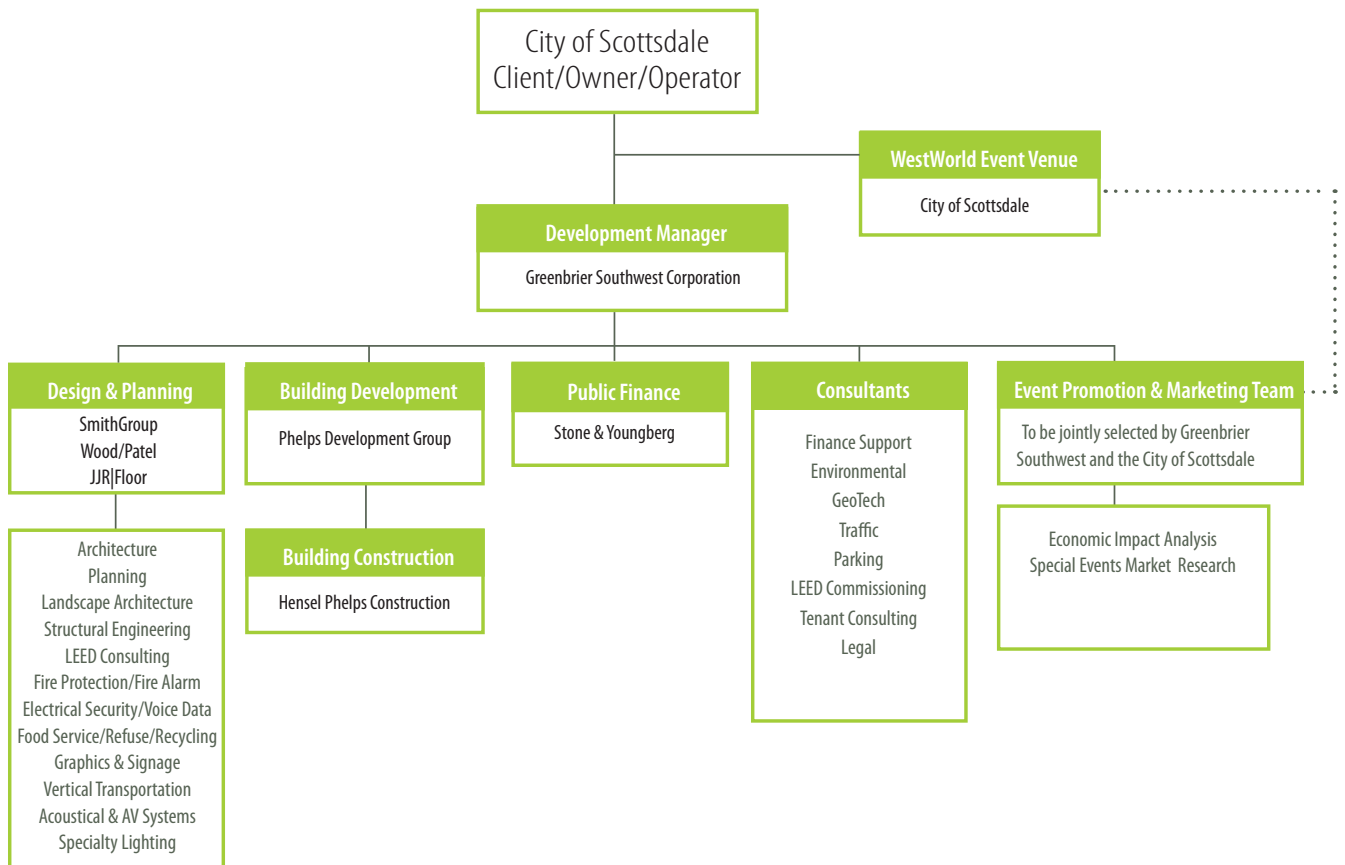 City of Scottsdale
Client/Owner/Operator
WestWorld Event Venue
City of Scottsdale
Development Manager
Greenbrier Southwest Corporation
Design & Planning
SmithGroup
Wood/Patel
JJR|Floor
Architecture
Planning
Landscape Architecture
Structural Engineering
LEED Consulting
Fire Protection/Fire Alarm
Electrical Security/Voice Data
Food Service/Refuse/Recycling
Graphics & Signage
Vertical Transportation
Acoustical & AV Systems
Specialty Lighting
Building Development
Phelps Development Group
Building Construction
Hensel Phelps Construction
Public Finance
Stone & Youngberg
Consultants
Finance Support
Environmental
GeoTech
Traffic
Parking
LEED Commissioning
Tenant Consulting
Legal
Event Promotion & Marketing Team
To be jointly selected by Greenbrier
Southwest and the City of Scottsdale
Economic Impact Analysis
Special Events Market Research